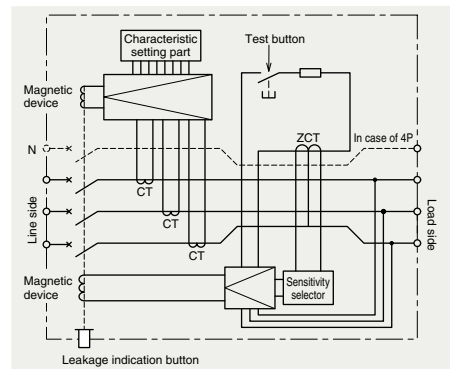 Characteristic
setting part
Test button
Magnetic
device
ZCT
In case of 4P
N
CT
Line side
CT
Load side
CT
Magnetic
device
Sensitivity
selector
Leakage indication button